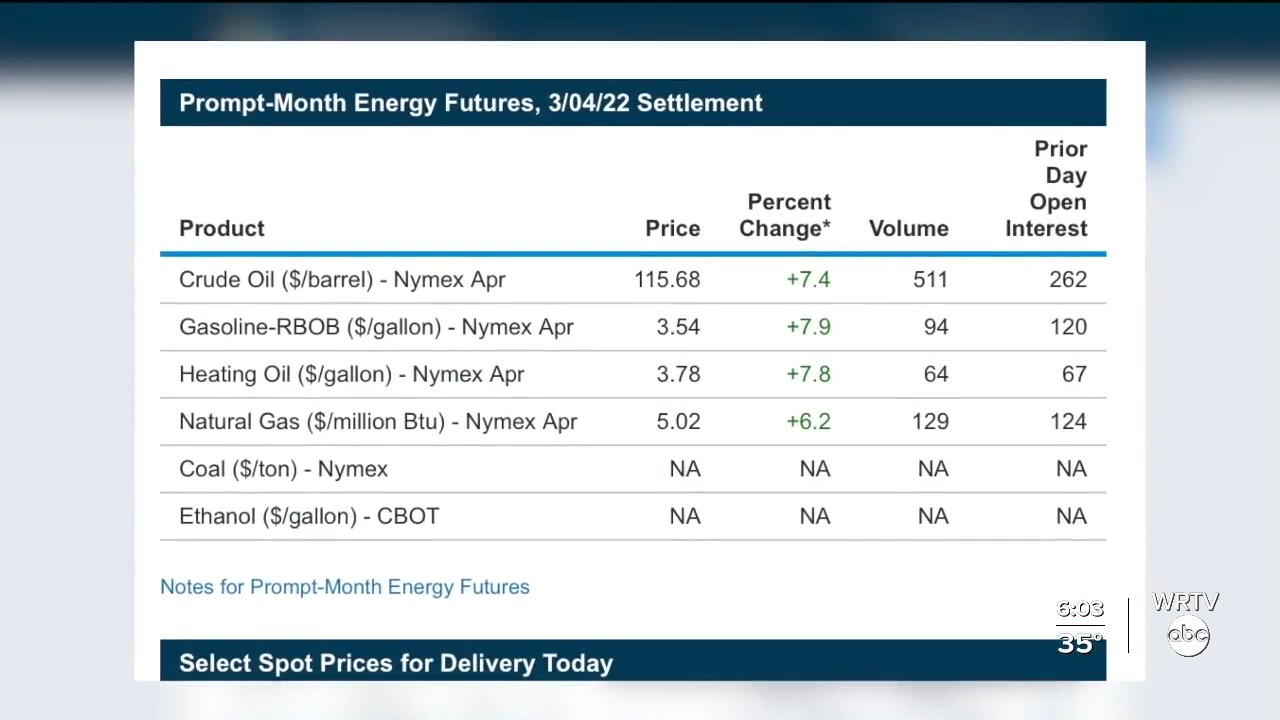 Prompt-Month Energy Futures, 3/04/22 Settlement
Product Price Percent Change* Volume Prior Day Open Interest
Crude Oil ($/barrel) - Nymex Apr 115.68 +7.4 511 262
Gasoline-RBOB ($/gallon) - Nymex Apr 3.54 +7.9 94 120
Heating Oil ($/gallon) - Nymex Apr 3.78 +7.8 64 67
Natural Gas ($/million Btu) - Nymex Apr 5.02 +6.2 129 124
Coal ($/ton) - Nymex NA NA NA NA
Ethanol ($/gallon) - CBOT NA NA NA NA
Notes for Prompt-Month Energy Futures
Select Spot Prices for Delivery Today
6:03
35°
WRTV
abc